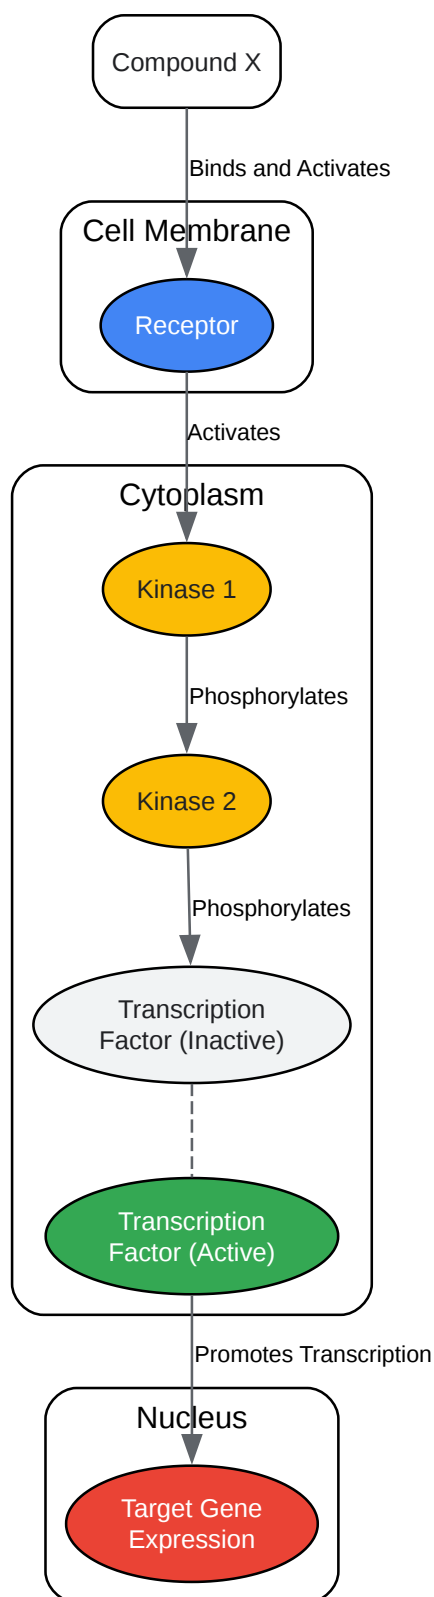 Compound X
Binds and Activates
Cell Membrane
Receptor
Activates
Cytoplasm
Kinase 1
Phosphorylates
Kinase 2
Phosphorylates
Transcription
Factor (Inactive)
Transcription
Factor (Active)
Promotes Transcription
Nucleus
Target Gene
Expression